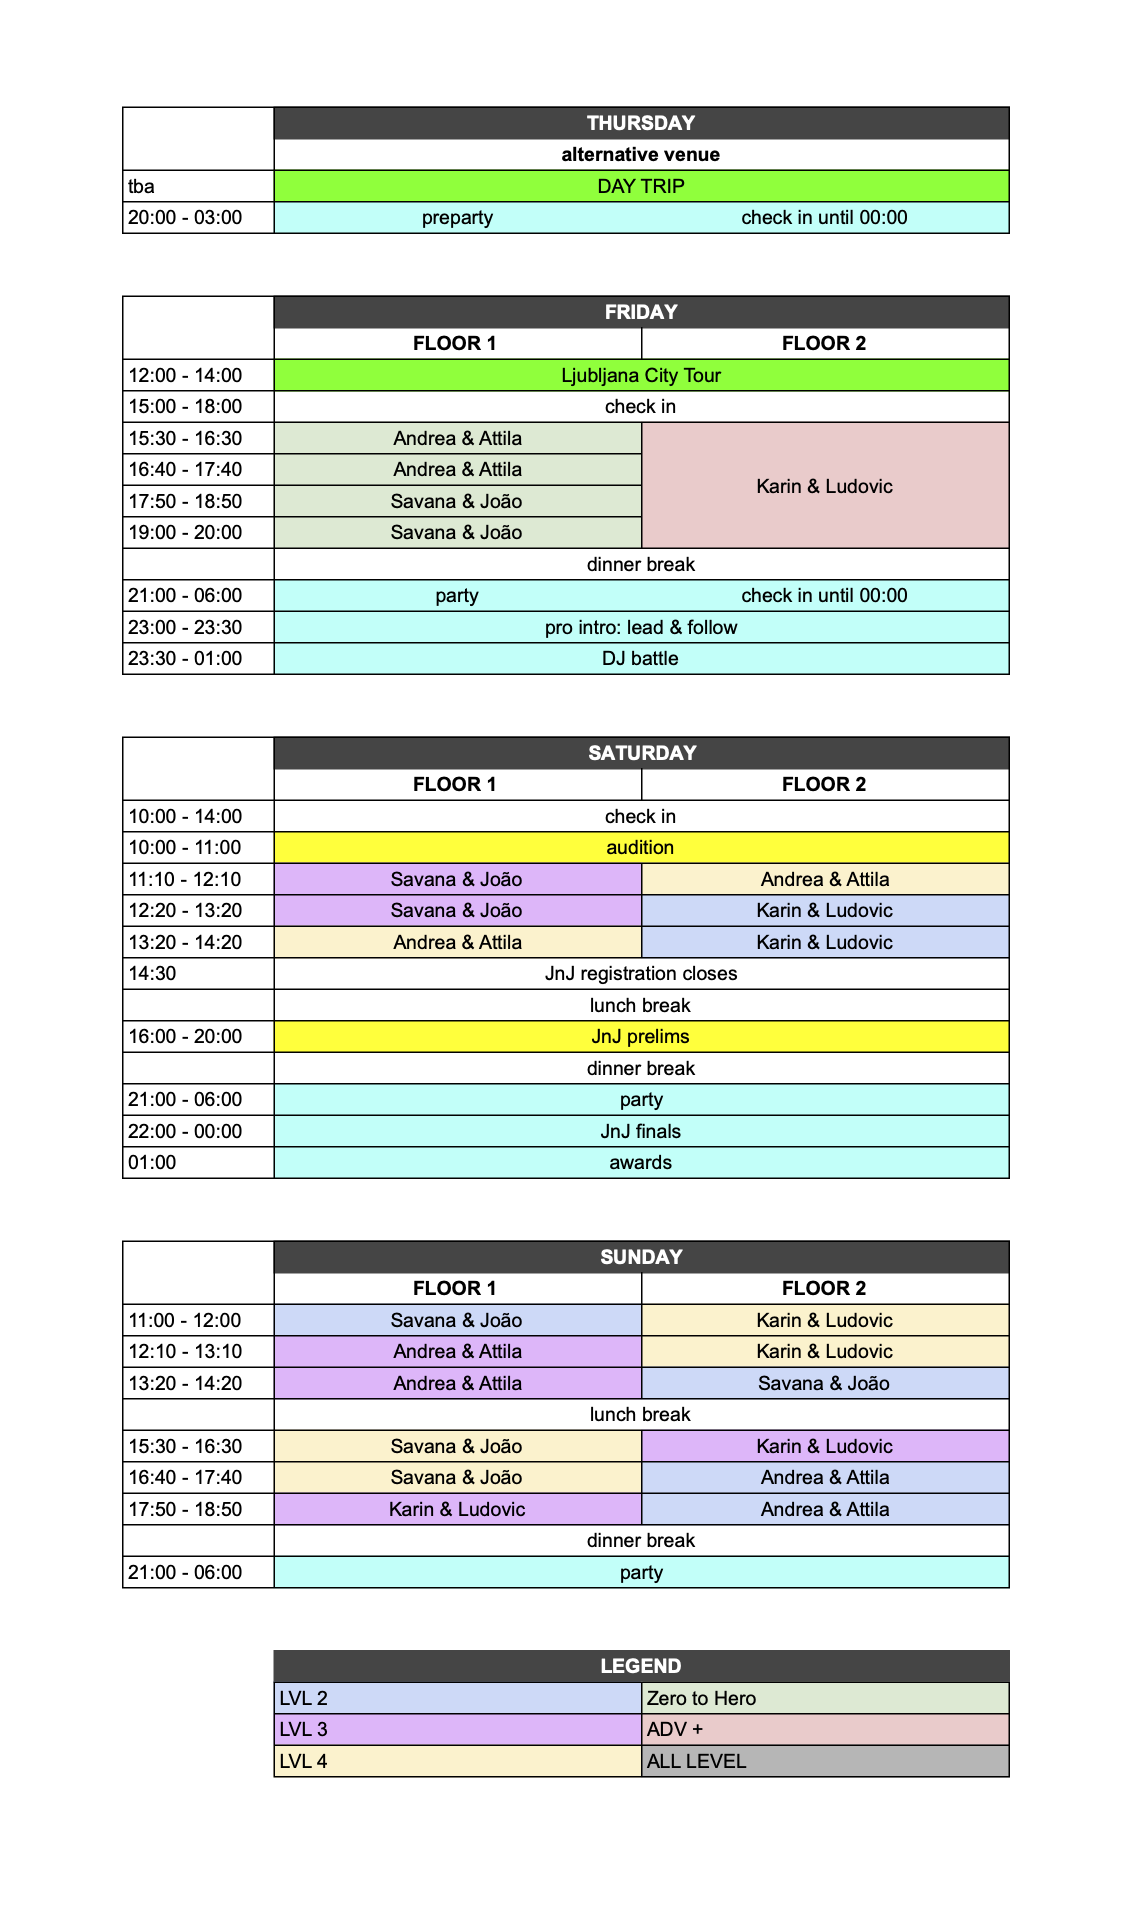 THURSDAY
alternative venue
tba DAY TRIP
20:00 - 03:00 preparty check in until 00:00
FRIDAY
FLOOR 1 FLOOR 2
12:00 - 14:00 Ljubljana City Tour
15:00 - 18:00 check in
15:30 - 16:30 Andrea & Attila
16:40 - 17:40 Andrea & Attila
Karin & Ludovic
17:50 - 18:50 Savana & João
19:00 - 20:00 Savana & João
dinner break
21:00 - 06:00 party check in until 00:00
23:00 - 23:30 pro intro: lead & follow
23:30 - 01:00 DJ battle
SATURDAY
FLOOR 1 FLOOR 2
10:00 - 14:00 check in
10:00 - 11:00 audition
11:10 - 12:10 Savana & João Andrea & Attila
12:20 - 13:20 Savana & João Karin & Ludovic
13:20 - 14:20 Andrea & Attila Karin & Ludovic
14:30 JnJ registration closes
lunch break
16:00 - 20:00 JnJ prelims
dinner break
21:00 - 06:00 party
22:00 - 00:00 JnJ finals
01:00 awards
SUNDAY
FLOOR 1 FLOOR 2
11:00 - 12:00 Savana & João Karin & Ludovic
12:10 - 13:10 Andrea & Attila Karin & Ludovic
13:20 - 14:20 Andrea & Attila Savana & João
lunch break
15:30 - 16:30 Savana & João Karin & Ludovic
16:40 - 17:40 Savana & João Andrea & Attila
17:50 - 18:50 Karin & Ludovic Andrea & Attila
dinner break
21:00 - 06:00 party
LEGEND
LVL 2 Zero to Hero
LVL 3 ADV +
LVL 4 ALL LEVEL